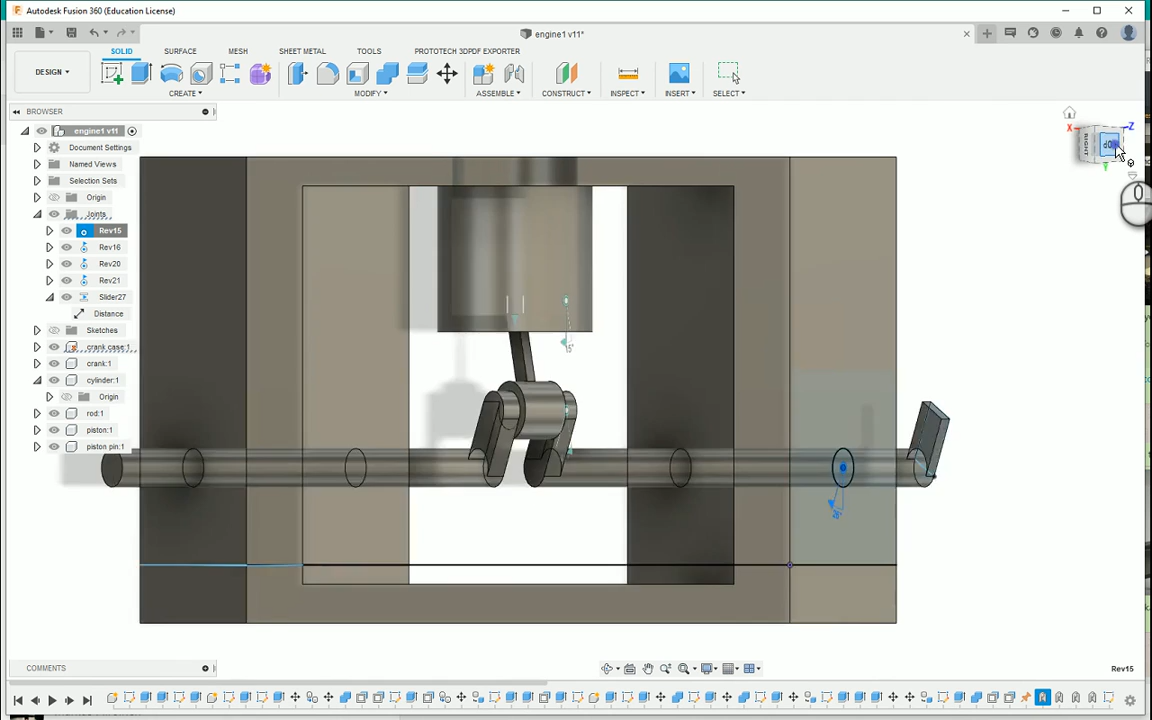 Autodesk Fusion 360 (Education License)
engine1 v11*
SOLID SURFACE MESH SHEET METAL TOOLS PROTOTECH 3DPDF EXPORTER
DESIGN
CREATE MODIFY ASSEMBLE CONSTRUCT INSPECT INSERT SELECT
BROWSER
engine1 v11
Document Settings
Named Views
Selection Sets
Origin
Joints
Rev15
Rev16
Rev20
Rev21
Slider27
Distance
Sketches
crank case:1
crank:1
cylinder:1
Origin
rod:1
piston:1
piston pin:1
X
Z
Y
RIGHT
COMMENTS
Rev15